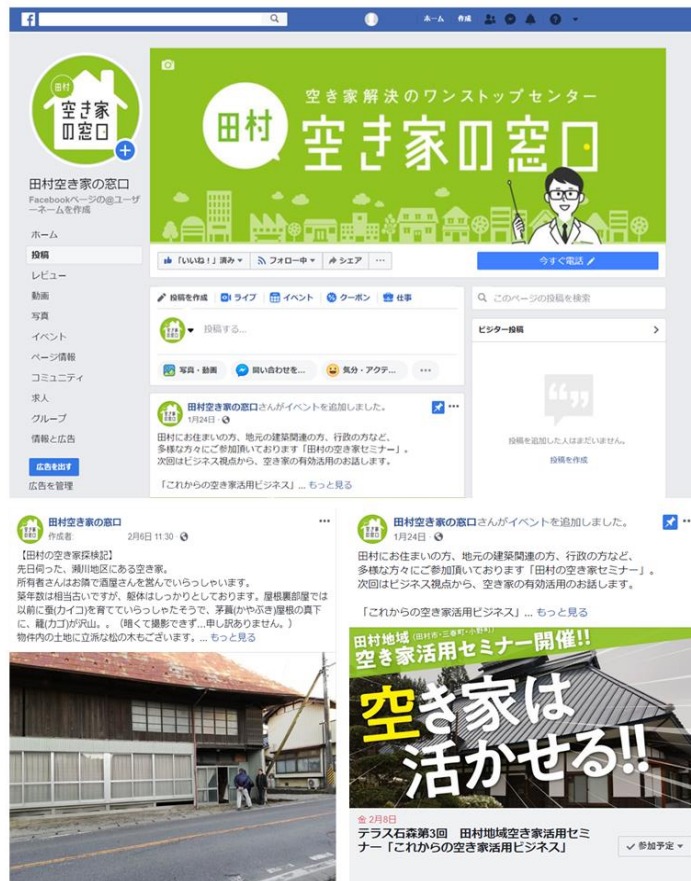 ホーム 作成
田村
空き家
の窓口
田村空き家の窓口
Facebookページの@ユーザ
ーネームを作成
ホーム
投稿
レビュー
動画
写真
イベント
ページ情報
コミュニティ
求人
グループ
情報と広告
広告を出す
広告を管理
空き家解決のワンストップセンター
田村
空き家の窓口
「いいね！」済み
フォロー中
シェア
今すぐ電話
投稿を作成
ライブ
イベント
クーポン
仕事
投稿する...
写真・動画
問い合わせを...
気分・アクテ...
このページの投稿を検索
ビジター投稿
投稿を追加した人はまだいません。
投稿を作成
田村空き家の窓口さんがイベントを追加しました。
1月24日
田村にお住まいの方、地元の建築関連の方、行政の方など、
多様な方々にご参加頂いております「田村の空き家セミナー」。
次回はビジネス視点から、空き家の有効活用のお話します。
「これからの空き家活用ビジネス」... もっと見る
田村空き家の窓口
作成者:
2月6日 11:30
【田村の空き家探検記】
先日伺った、瀬川地区にある空き家。
所有者さんはお隣で酒屋さんを営んでいらっしゃいます。
築年数は相当古いですが、躯体はしっかりとしております。屋根裏部屋では
以前に蚕(カイコ)を育てていらっしゃたそうで、茅葺(かやぶき)屋根の真下
に、籠(カゴ)が沢山。。（暗くて撮影できず...申し訳ありません。）
物件内の土地に立派な松の木もございます。... もっと見る
田村空き家の窓口さんがイベントを追加しました。
1月24日
田村にお住まいの方、地元の建築関連の方、行政の方など、
多様な方々にご参加頂いております「田村の空き家セミナー」。
次回はビジネス視点から、空き家の有効活用のお話します。
「これからの空き家活用ビジネス」... もっと見る
田村地域(田村市・三春町・小野町)
空き家活用セミナー開催!!
空き家は
活かせる!!
金 2月8日
テラス石森第3回 田村地域空き家活用セミ
ナー「これからの空き家活用ビジネス」
参加予定